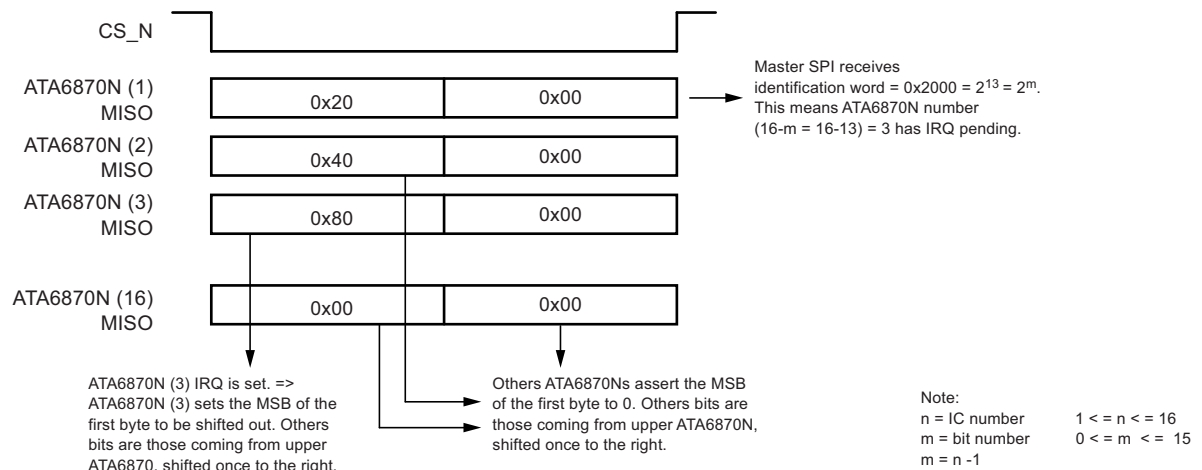 CS_N
ATA6870N (1)
MISO
0x20
0x00
Master SPI receives
identification word = 0x2000 = 2¹³ = 2ᵐ.
This means ATA6870N number
(16-m = 16-13) = 3 has IRQ pending.
ATA6870N (2)
MISO
0x40
0x00
ATA6870N (3)
MISO
0x80
0x00
ATA6870N (16)
MISO
0x00
0x00
ATA6870N (3) IRQ is set. =>
ATA6870N (3) sets the MSB of the
first byte to be shifted out. Others
bits are those coming from upper
ATA6870, shifted once to the right.
Others ATA6870Ns assert the MSB
of the first byte to 0. Others bits are
those coming from upper ATA6870N,
shifted once to the right.
Note:
n = IC number 1 < = n < = 16
m = bit number 0 < = m < = 15
m = n -1